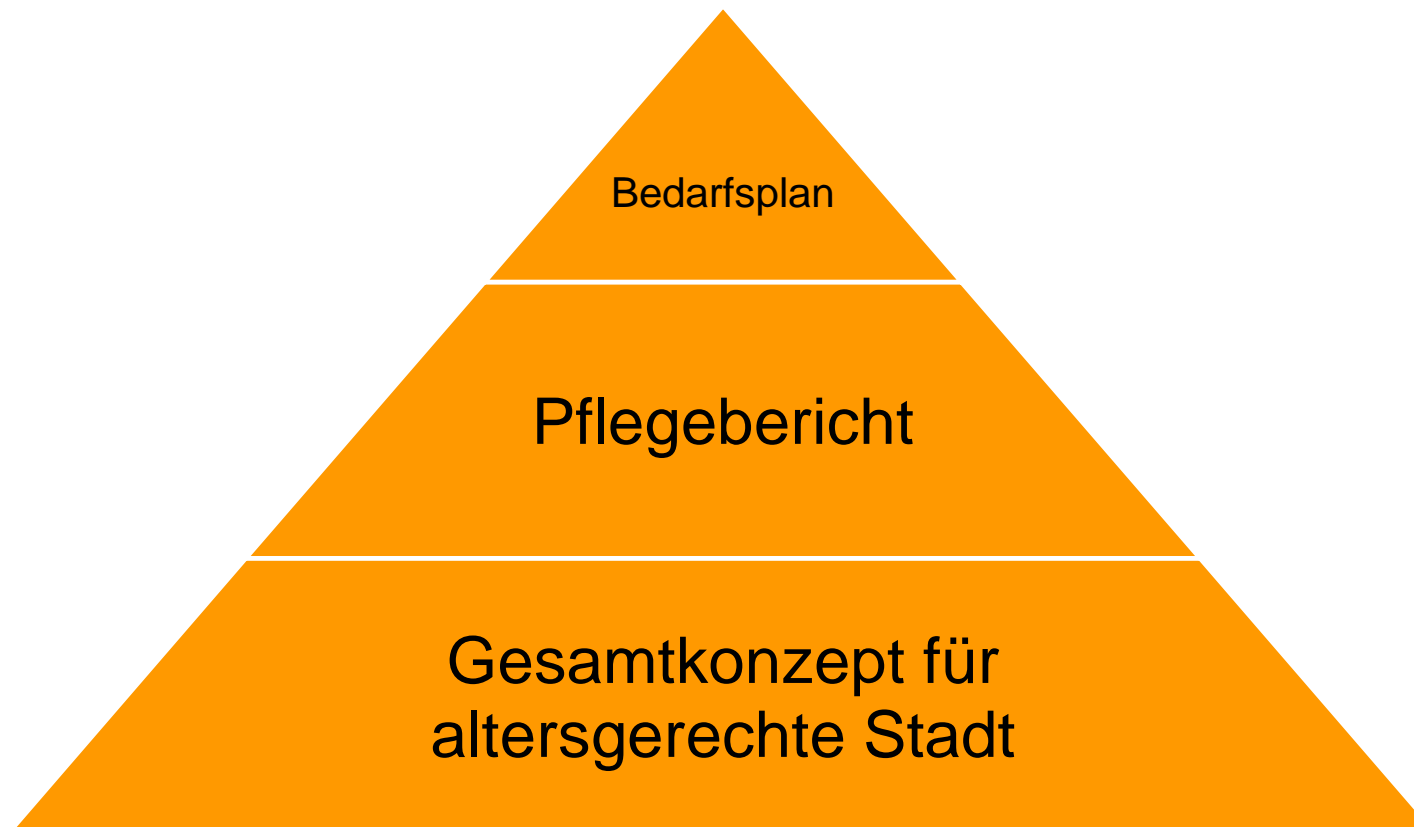 Bedarfsplan
Pflegebericht
Gesamtkonzept für
altersgerechte Stadt